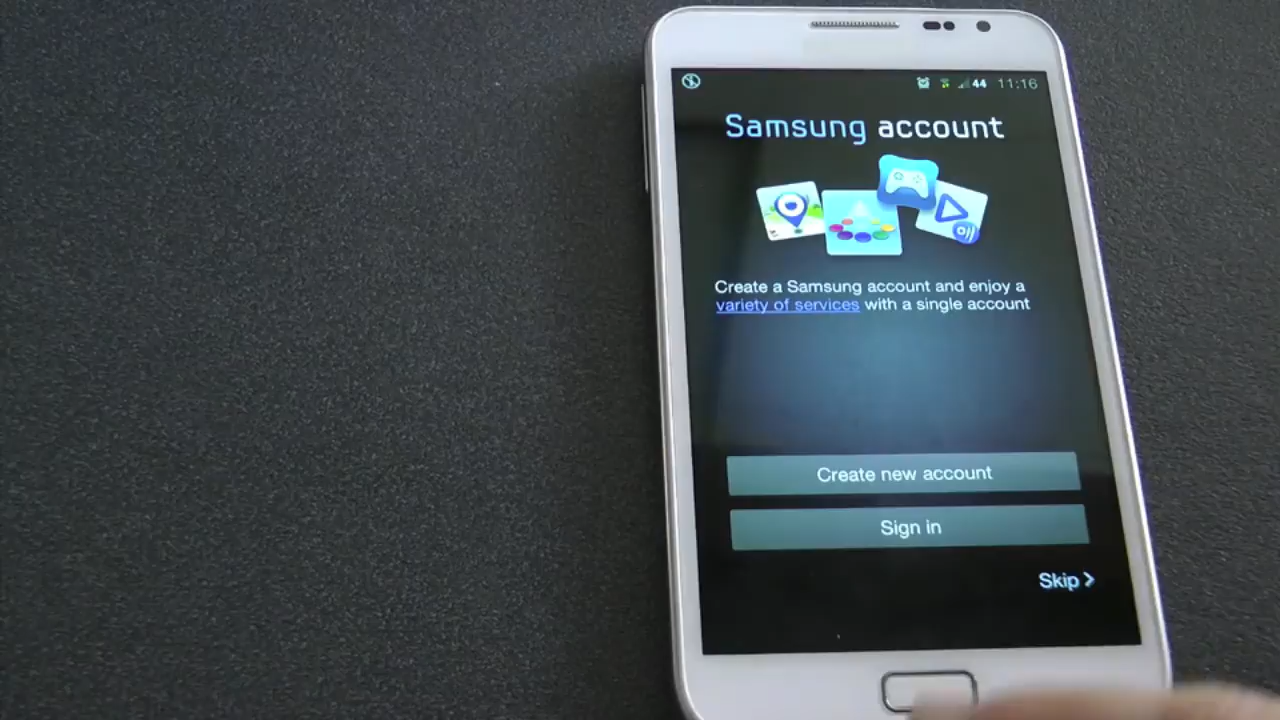 44 11:16
Samsung account
Create a Samsung account and enjoy a
variety of services with a single account
Create new account
Sign in
Skip >